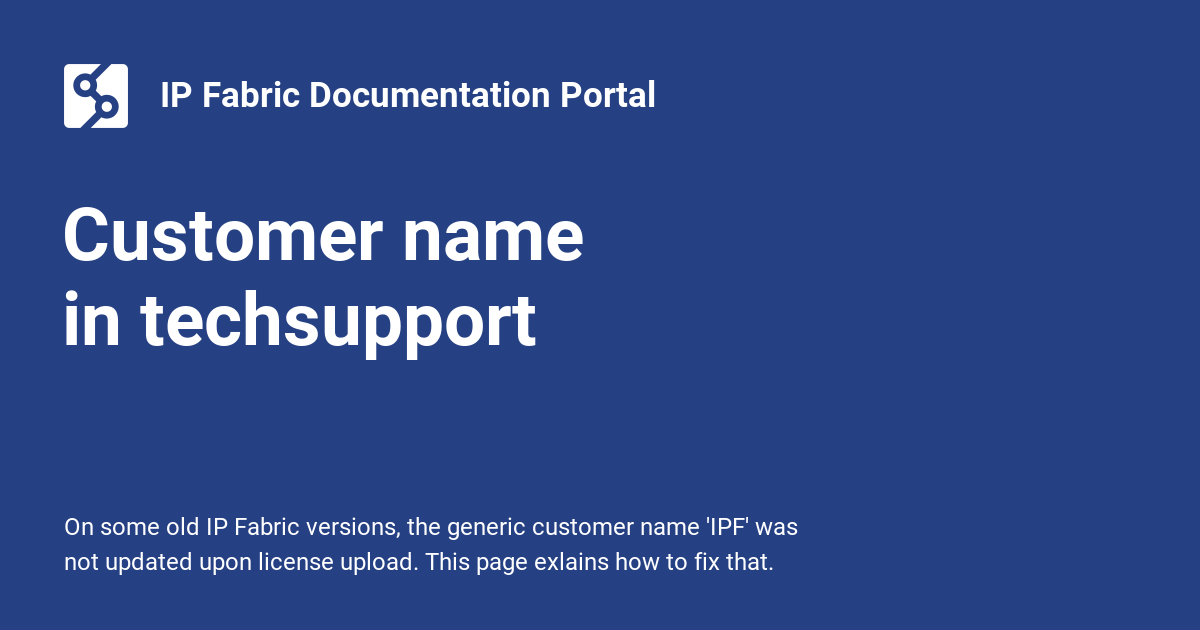 IP Fabric Documentation Portal
Customer name
in techsupport
On some old IP Fabric versions, the generic customer name 'IPF' was
not updated upon license upload. This page exlains how to fix that.